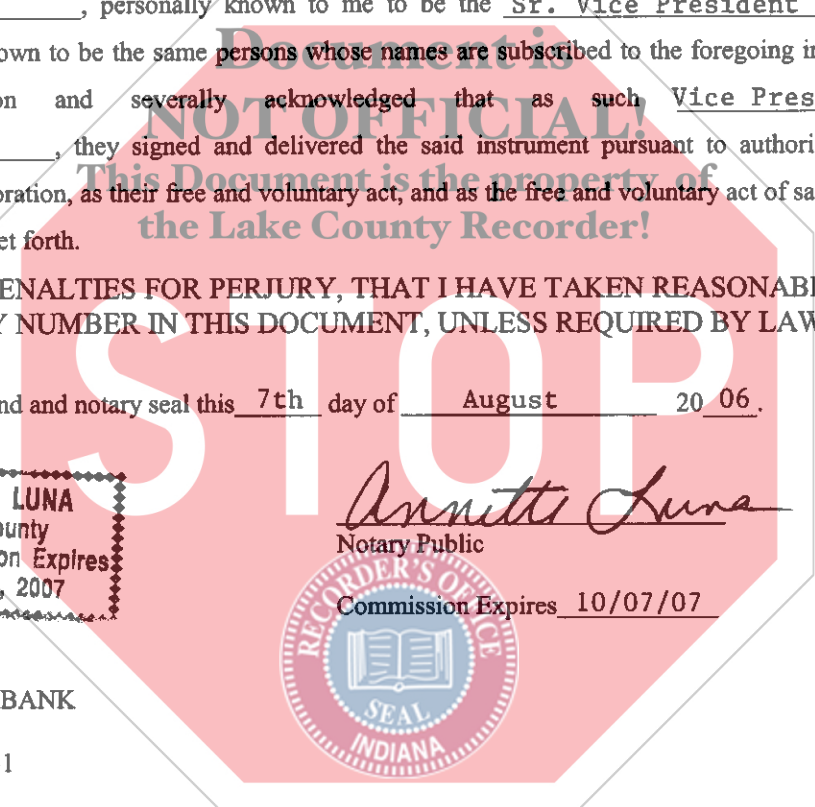 , personally known to me to be the Sr. Vice President
own to be the same persons whose names are subscribed to the foregoing in
Document is
on and severally acknowledged that as such Vice Pres
NOT OFFICIAL!
, they signed and delivered the said instrument pursuant to authori
This Document is the property of
oration, as their free and voluntary act, and as the free and voluntary act of sa
the Lake County Recorder!
et forth.
ENALTIES FOR PERJURY, THAT I HAVE TAKEN REASONABL
Y NUMBER IN THIS DOCUMENT, UNLESS REQUIRED BY LAW
STOP
nd and notary seal this 7th day of August 20 06.
LUNA
ounty
on Expires
, 2007
Annette Luna
Notary Public
Commission Expires 10/07/07
RECORDER'S OFFICE
SEAL
INDIANA
BANK
1